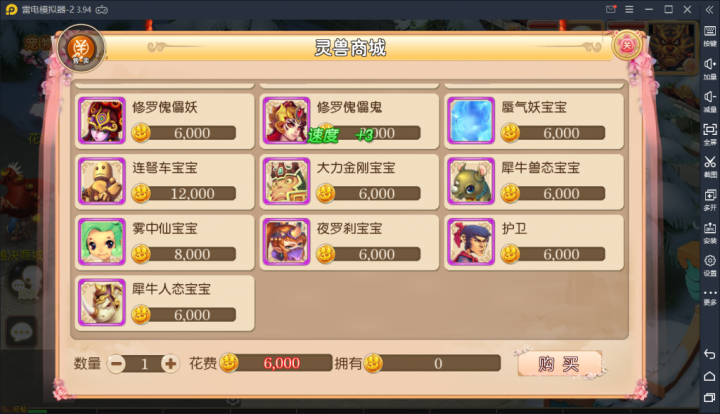 雷电模拟器-2 3.94
灵兽商城
关
按键
加量
减量
全屏
截图
多开
安装
设置
更多
修罗傀儡妖
6,000
修罗傀儡鬼
速度 +3
蜃气妖宝宝
6,000
连弩车宝宝
12,000
大力金刚宝宝
6,000
犀牛兽态宝宝
6,000
雾中仙宝宝
8,000
夜罗刹宝宝
6,000
护卫
6,000
犀牛人态宝宝
6,000
数量 1 花费 6,000 拥有 0 购买